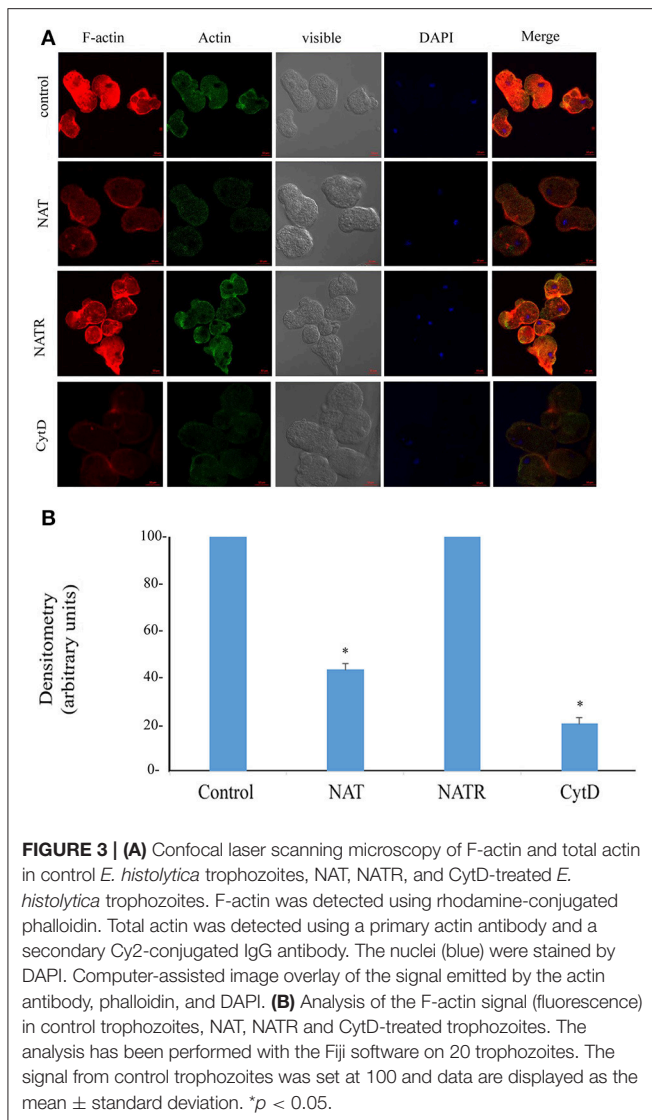 A
F-actin Actin visible DAPI Merge
control
NAT
NATR
CytD
B
Densitometry
(arbitrary units)
100-
80-
60-
40-
20-
0-
*
*
Control NAT NATR CytD
FIGURE 3 | (A) Confocal laser scanning microscopy of F-actin and total actin
in control E. histolytica trophozoites, NAT, NATR, and CytD-treated E.
histolytica trophozoites. F-actin was detected using rhodamine-conjugated
phalloidin. Total actin was detected using a primary actin antibody and a
secondary Cy2-conjugated IgG antibody. The nuclei (blue) were stained by
DAPI. Computer-assisted image overlay of the signal emitted by the actin
antibody, phalloidin, and DAPI. (B) Analysis of the F-actin signal (fluorescence)
in control trophozoites, NAT, NATR and CytD-treated trophozoites. The
analysis has been performed with the Fiji software on 20 trophozoites. The
signal from control trophozoites was set at 100 and data are displayed as the
mean ± standard deviation. *p < 0.05.